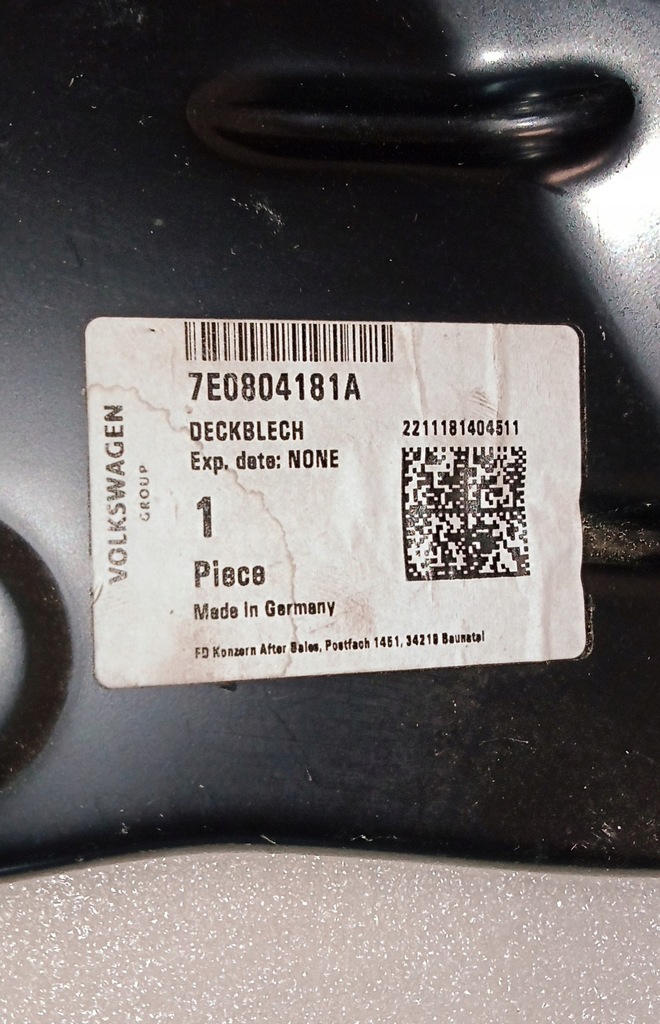 VOLKSWAGEN
GROUP
7E0804181A
DECKBLECH
Exp. date: NONE
1
Piece
Made in Germany
FD Konzern After Sales, Postfach 1451, 34219 Baunatal
2211181404511